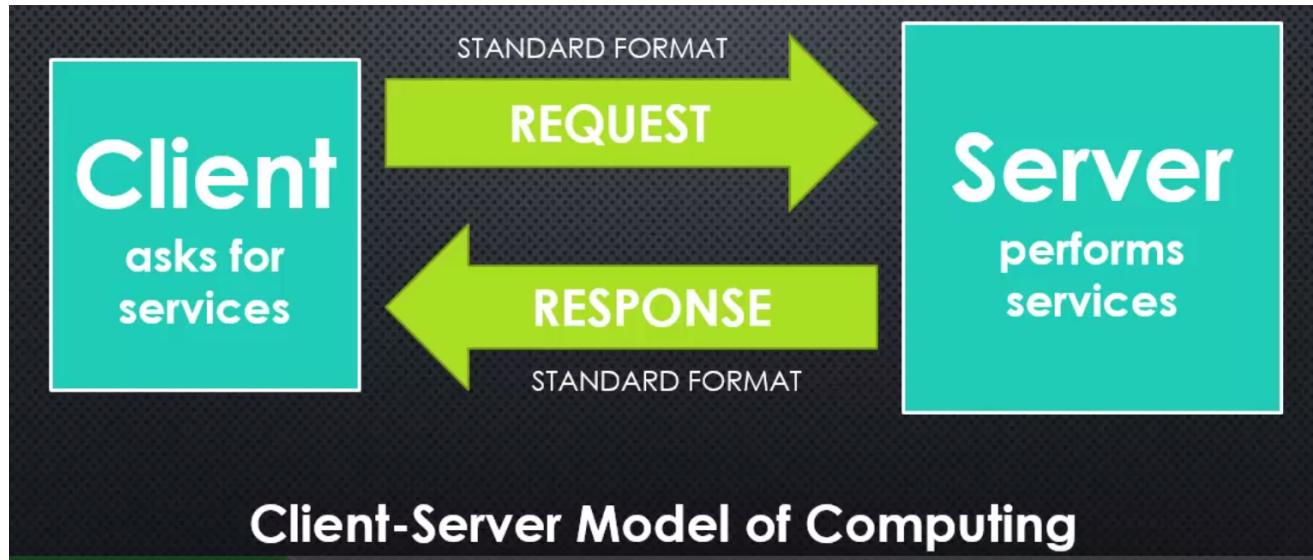 Client
asks for
services
STANDARD FORMAT
REQUEST
RESPONSE
STANDARD FORMAT
Server
performs
services
Client-Server Model of Computing